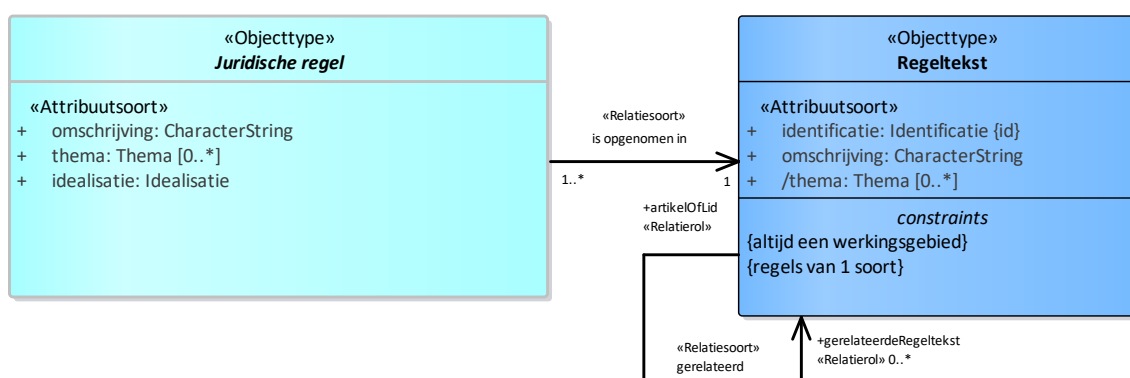 «Objecttype»
Juridische regel
«Attribuutsoort»
+ omschrijving: CharacterString
+ thema: Thema [0..*]
+ idealisatie: Idealisatie
«Relatiesoort»
is opgenomen in
1..*
1
«Objecttype»
Regeltekst
«Attribuutsoort»
+ identificatie: Identificatie {id}
+ omschrijving: CharacterString
+ /thema: Thema [0..*]
constraints
{altijd een werkingsgebied}
{regels van 1 soort}
+artikelOfLid
«Relatierol»
«Relatiesoort»
gerelateerd
+gerelateerdeRegeltekst
«Relatierol» 0..*